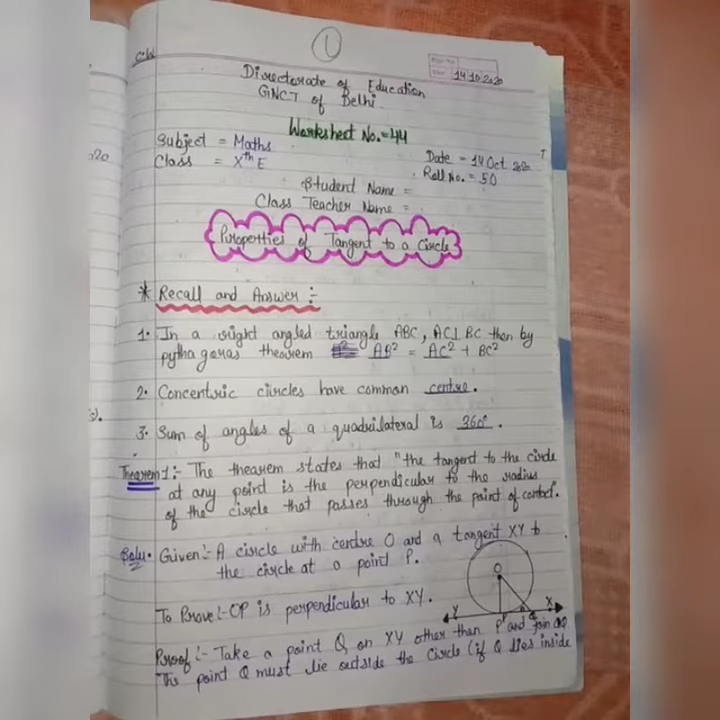 1
C.W
14.10.2020
Directorate of Education
GNCT of Delhi
Worksheet No.=44
Subject = Maths
Date = 14 Oct 2020
Class = Xth E
Roll No. = 50
Student Name =
Class Teacher Name =
Properties of Tangent to a Circle
* Recall and Answer :-
1. In a right angled triangle ABC, AC⊥BC then by
pythagoras theorem AB² = AC² + BC²
2. Concentric circles have common centre.
3. Sum of angles of a quadrilateral is 360°.
Theorem 1:- The thearem states that "the tangent to the circle
at any point is the perpendicular to the radius
of the circle that passes through the point of contact".
Solu. Given:- A circle with centre O and a tangent XY to
the circle at a point P.
O
To Prove:- OP is perpendicular to XY.
Y P Q X
Proof:- Take a point Q, on XY other than P and join OQ
The point Q must lie outside the circle (if Q lies inside